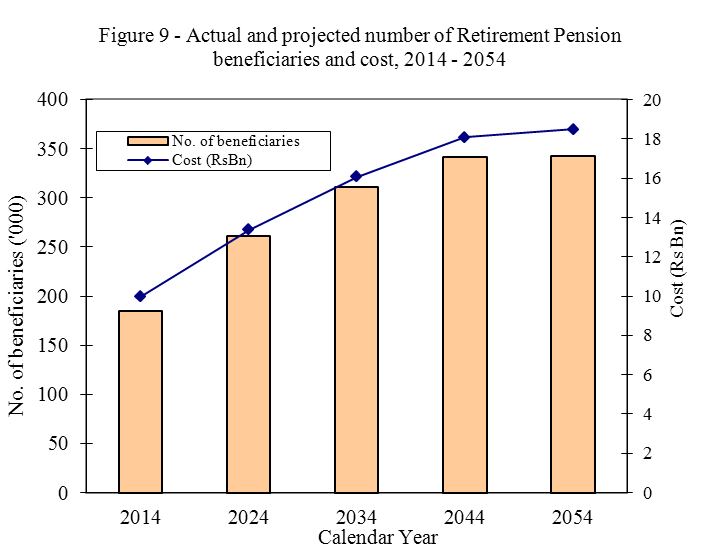 Figure 9 - Actual and projected number of Retirement Pension
beneficiaries and cost, 2014 - 2054
No. of beneficiaries ('000)
400
350
300
250
200
150
100
50
0
No. of beneficiaries
Cost (RsBn)
20
18
16
14
12
10
8
6
4
2
0
Cost (Rs Bn)
2014 2024 2034 2044 2054
Calendar Year